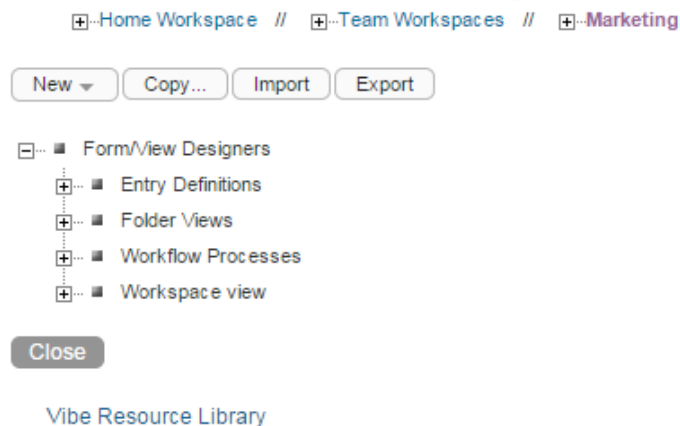 Home Workspace // Team Workspaces // Marketing
New Copy... Import Export
Form/View Designers
Entry Definitions
Folder Views
Workflow Processes
Workspace view
Close
Vibe Resource Library